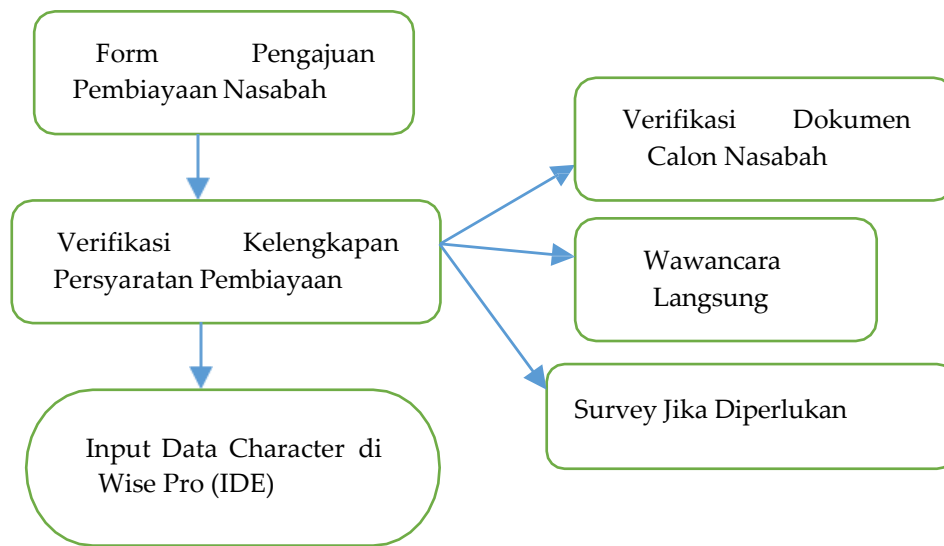 Form Pengajuan
Pembiayaan Nasabah
Verifikasi Kelengkapan
Persyaratan Pembiayaan
Input Data Character di
Wise Pro (IDE)
Verifikasi Dokumen
Calon Nasabah
Wawancara
Langsung
Survey Jika Diperlukan